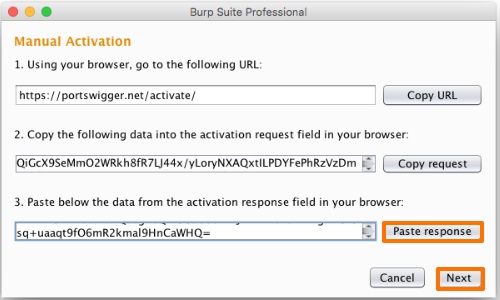 Burp Suite Professional
Manual Activation
1. Using your browser, go to the following URL:
https://portswigger.net/activate/
Copy URL
2. Copy the following data into the activation request field in your browser:
QiGcX9SeMmO2WRkh8fR7LJ44x/yLoryNXAQxtILPDYFePhRzVzDm
Copy request
3. Paste below the data from the activation response field in your browser:
sq+uaaqt9fO6mR2kmal9HnCaWHQ=
Paste response
Cancel
Next